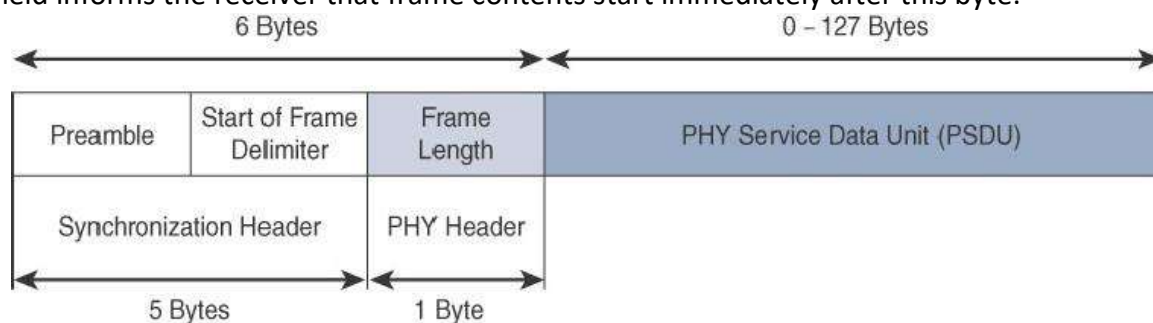 field informs the receiver that frame contents start immediately after this byte.
6 Bytes
0 – 127 Bytes
Preamble
Start of Frame
Delimiter
Frame
Length
PHY Service Data Unit (PSDU)
Synchronization Header
PHY Header
5 Bytes
1 Byte